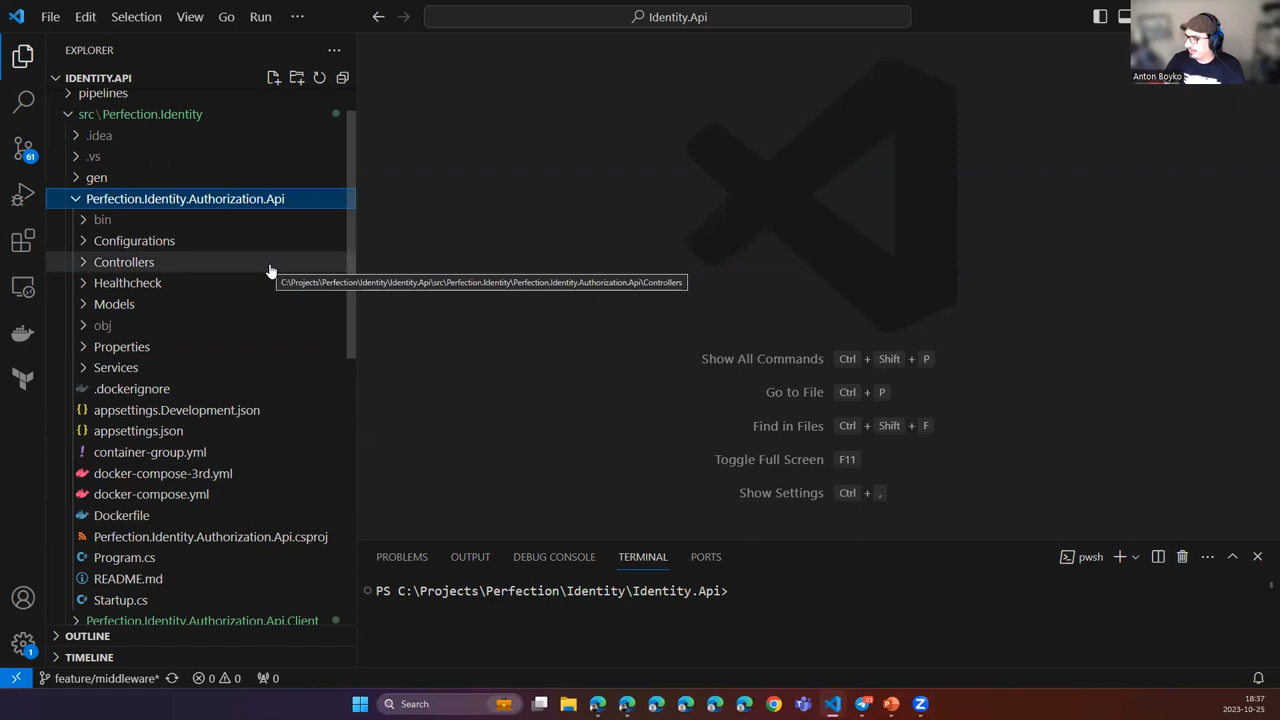 File Edit Selection View Go Run ···
Identity.Api
Anton Boyko
EXPLORER
IDENTITY.API
pipelines
src\Perfection.Identity
.idea
.vs
gen
Perfection.Identity.Authorization.Api
bin
Configurations
Controllers
C:\Projects\Perfection\Identity\Identity.Api\src\Perfection.Identity\Perfection.Identity.Authorization.Api\Controllers
Healthcheck
Models
obj
Properties
Services
.dockerignore
appsettings.Development.json
appsettings.json
container-group.yml
docker-compose-3rd.yml
docker-compose.yml
Dockerfile
Perfection.Identity.Authorization.Api.csproj
Program.cs
README.md
Startup.cs
Perfection.Identity.Authorization.Api.Client
OUTLINE
TIMELINE
61
1
Show All Commands Ctrl + Shift + P
Go to File Ctrl + P
Find in Files Ctrl + Shift + F
Toggle Full Screen F11
Show Settings Ctrl + ,
PROBLEMS OUTPUT DEBUG CONSOLE TERMINAL PORTS
pwsh
PS C:\Projects\Perfection\Identity\Identity.Api>
feature/middleware* 0 0 0
Search
18:37
2023-10-25